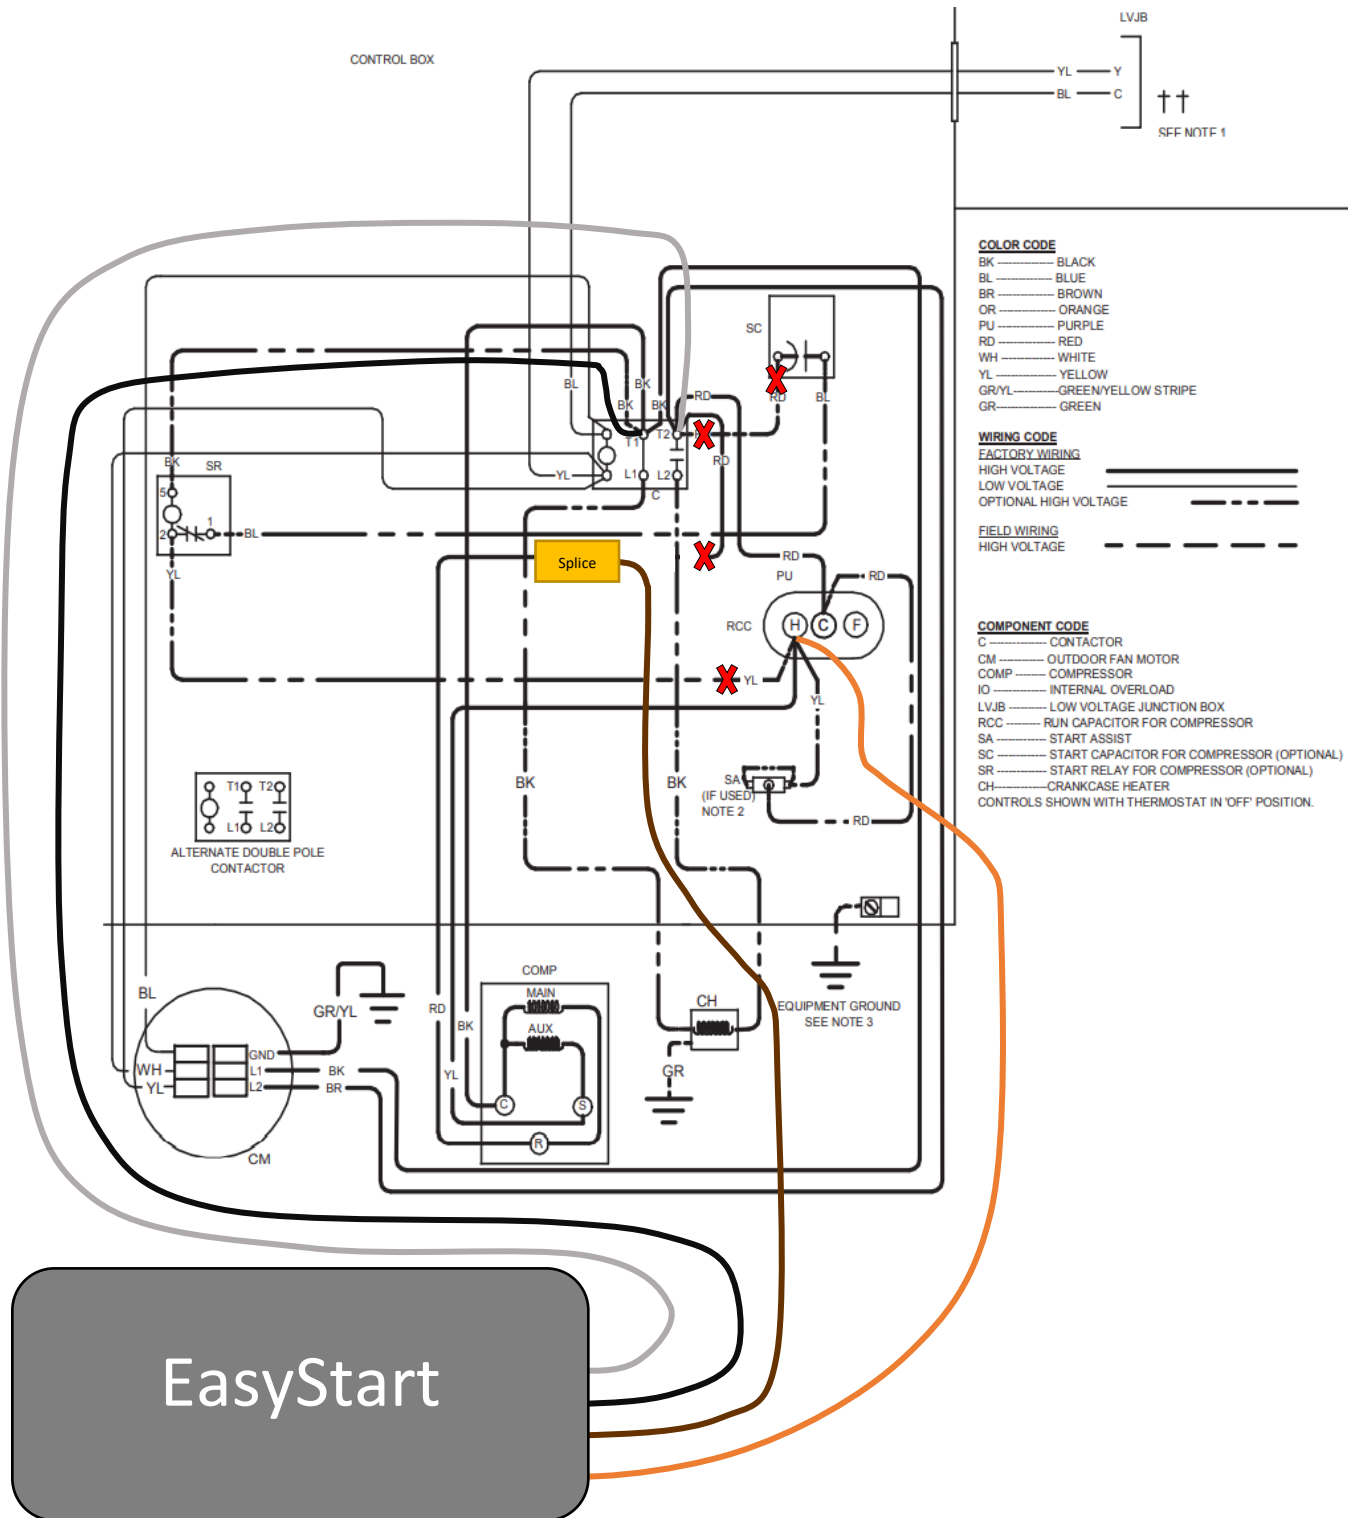 LVJB
CONTROL BOX
YL Y
BL C
††
SEE NOTE 1
COLOR CODE
BK --------------- BLACK
BL --------------- BLUE
BR --------------- BROWN
OR --------------- ORANGE
PU --------------- PURPLE
RD --------------- RED
WH --------------- WHITE
YL --------------- YELLOW
GR/YL------------GREEN/YELLOW STRIPE
GR---------------- GREEN
WIRING CODE
FACTORY WIRING
HIGH VOLTAGE
LOW VOLTAGE
OPTIONAL HIGH VOLTAGE
FIELD WIRING
HIGH VOLTAGE
COMPONENT CODE
C --------------- CONTACTOR
CM ----------- OUTDOOR FAN MOTOR
COMP -------- COMPRESSOR
IO --------------- INTERNAL OVERLOAD
LVJB ---------- LOW VOLTAGE JUNCTION BOX
RCC --------- RUN CAPACITOR FOR COMPRESSOR
SA -------------- START ASSIST
SC -------------- START CAPACITOR FOR COMPRESSOR (OPTIONAL)
SR -------------- START RELAY FOR COMPRESSOR (OPTIONAL)
CH--------------CRANKCASE HEATER
CONTROLS SHOWN WITH THERMOSTAT IN 'OFF' POSITION.
SC
BL BK RD RD BL
BK BK
T1 T2
RD
BK SR
YL L1 L2
C
5
1
2
BL
YL
Splice
RD
PU RD
RCC H C F
YL
YL
BK BK SA
(IF USED)
NOTE 2
RD
T1 T2
L1 L2
ALTERNATE DOUBLE POLE
CONTACTOR
COMP
MAIN
AUX
BL
GR/YL
RD
BK
YL
CH
GR
EQUIPMENT GROUND
SEE NOTE 3
GND
WH L1 BK
YL L2 BR
C S
R
CM
EasyStart